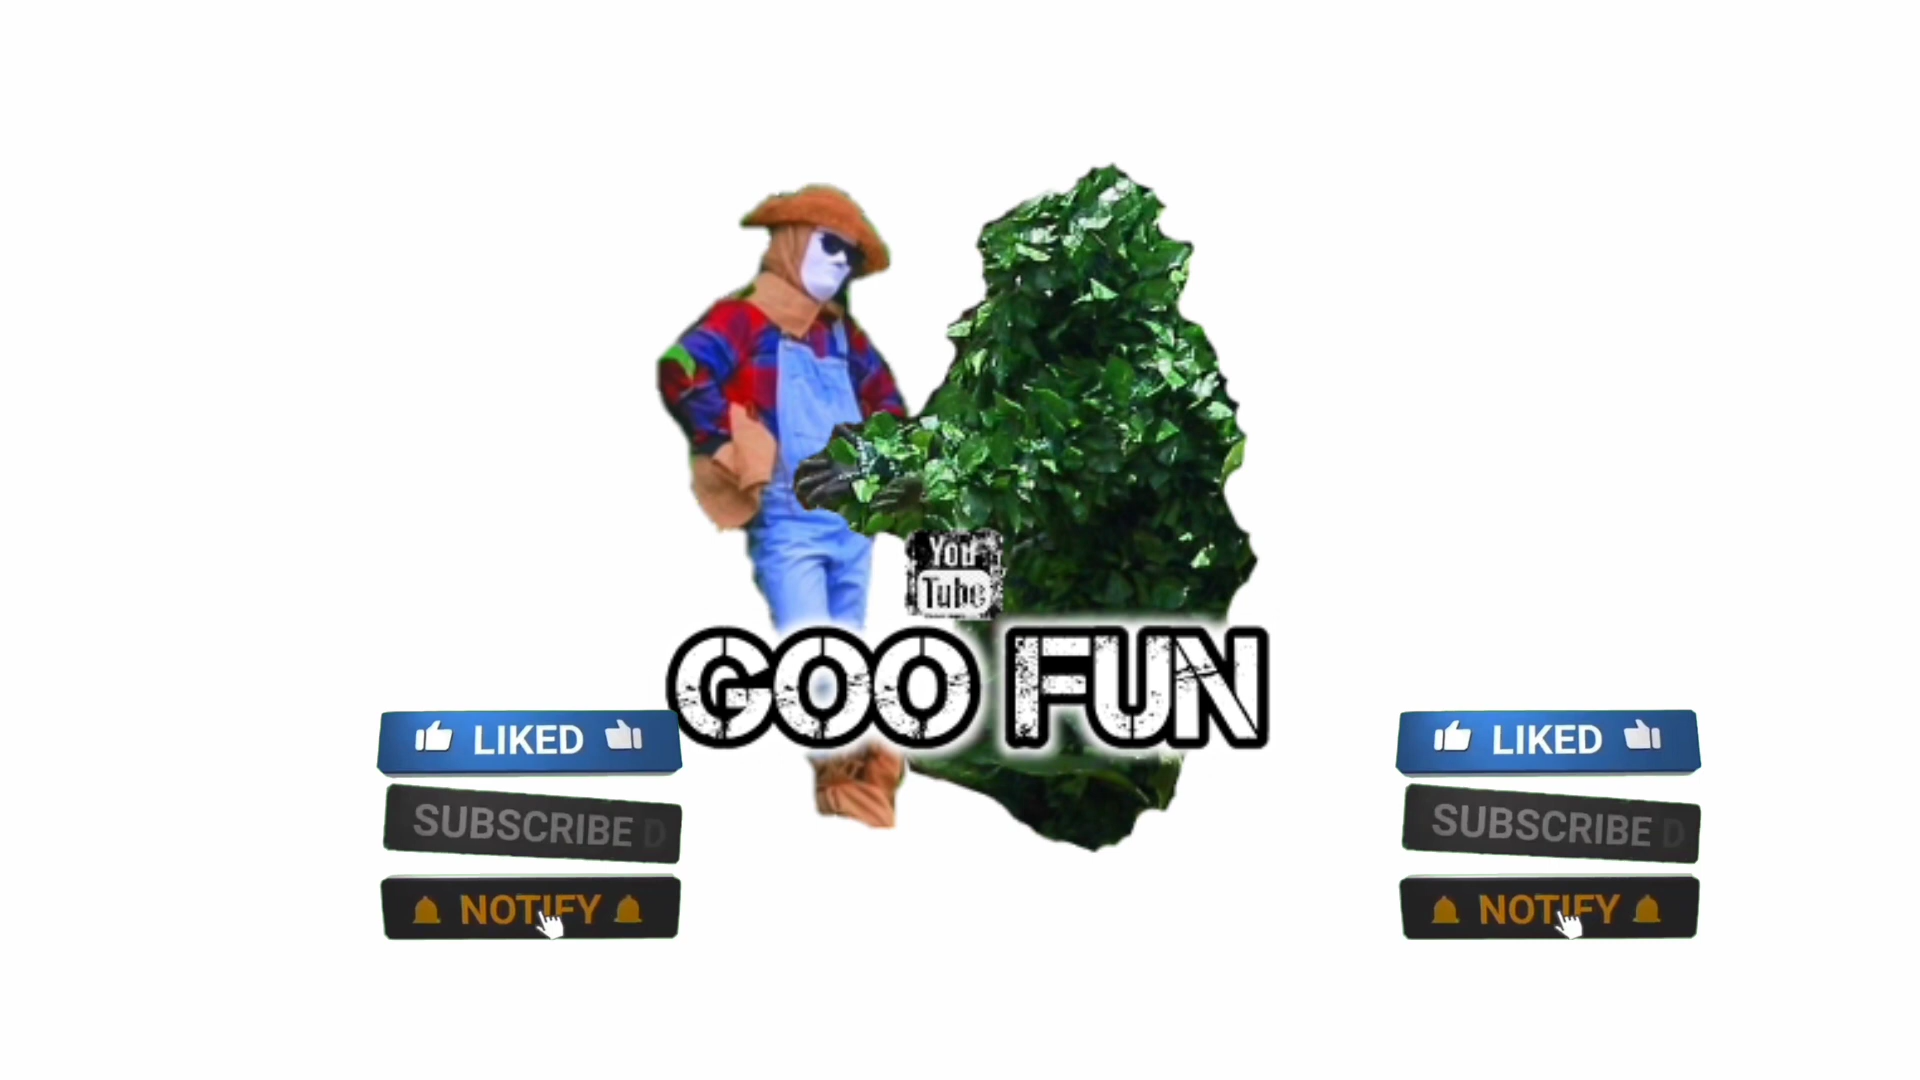 You
Tube
GOO FUN
LIKED
SUBSCRIBE D
NOTIFY
LIKED
SUBSCRIBE D
NOTIFY